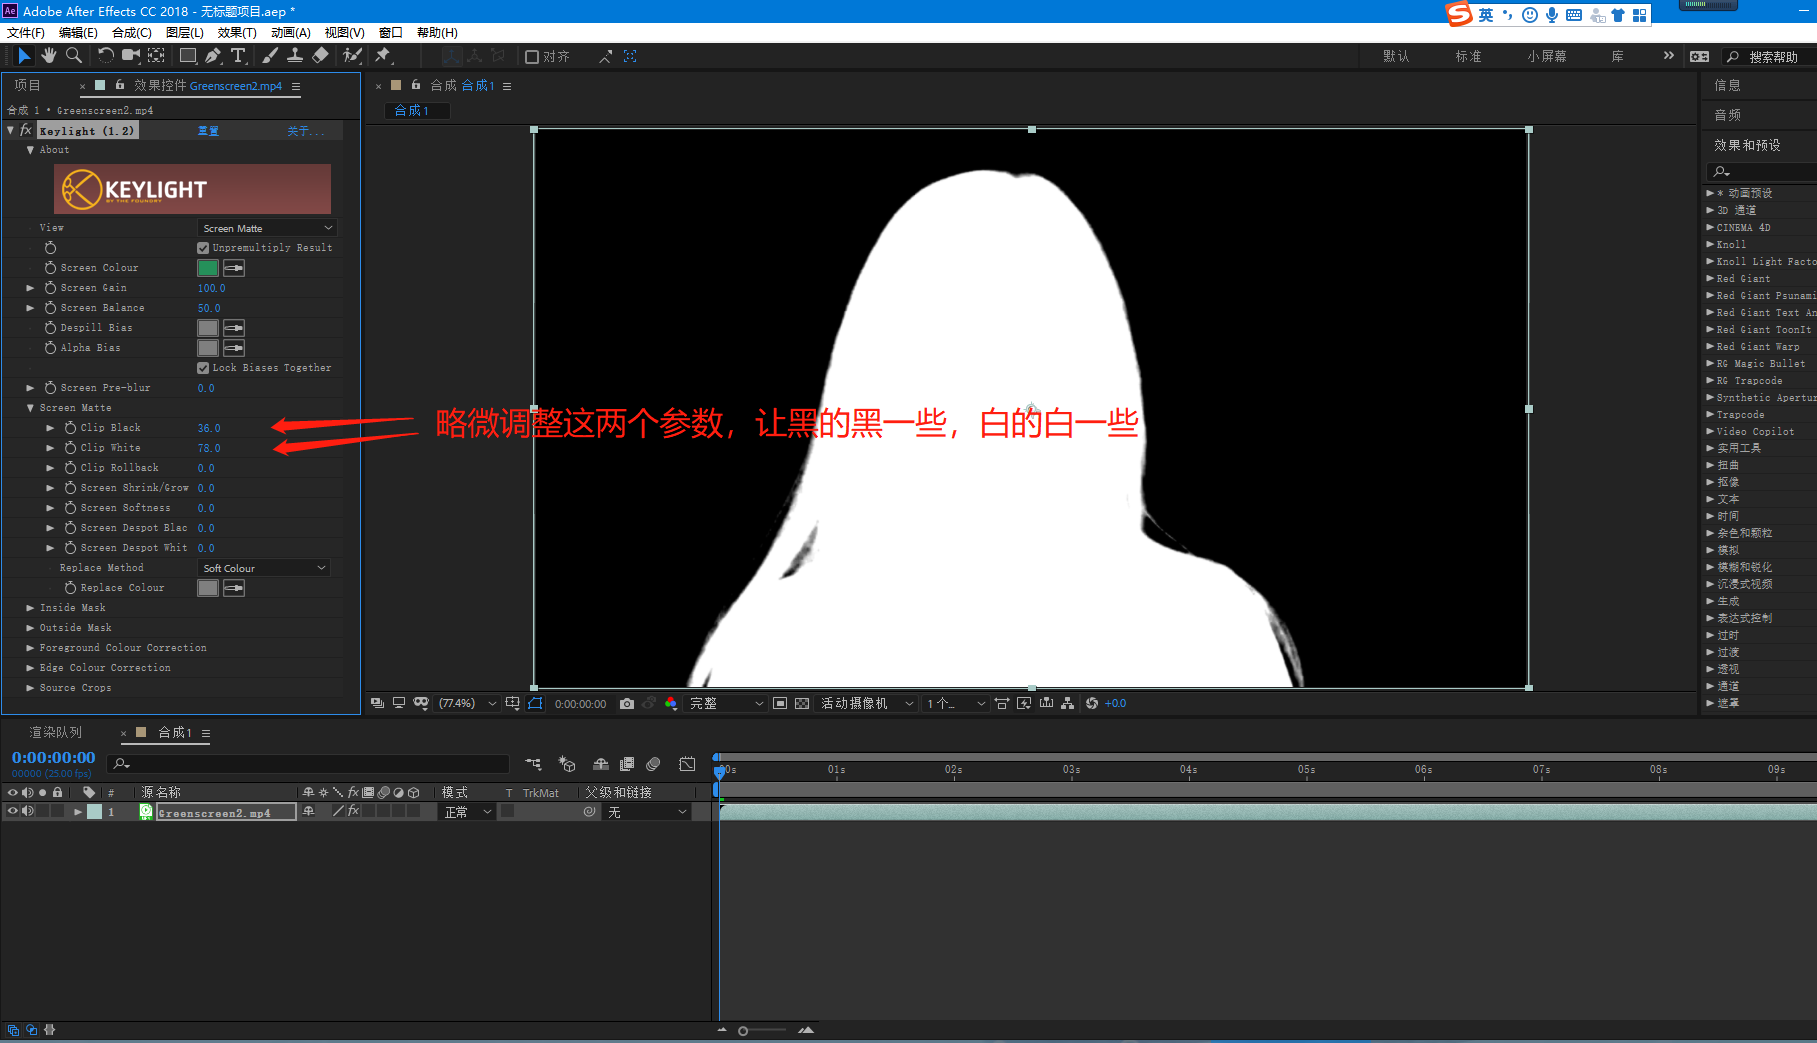 Ae Adobe After Effects CC 2018 - 无标题项目.aep *
英
文件(F) 编辑(E) 合成(C) 图层(L) 效果(T) 动画(A) 视图(V) 窗口 帮助(H)
T 对齐 默认 标准 小屏幕 库 » 搜索帮助
项目 × 效果控件 Greenscreen2.mp4
合成 1 • Greenscreen2.mp4
fx Keylight (1.2) 重置 关于...
About
KEYLIGHT
BY THE FOUNDRY
View Screen Matte
Unpremultiply Result
Screen Colour
Screen Gain 100.0
Screen Balance 50.0
Despill Bias
Alpha Bias
Lock Biases Together
Screen Pre-blur 0.0
Screen Matte
Clip Black 36.0
Clip White 78.0
Clip Rollback 0.0
Screen Shrink/Grow 0.0
Screen Softness 0.0
Screen Despot Blac 0.0
Screen Despot Whit 0.0
Replace Method Soft Colour
Replace Colour
Inside Mask
Outside Mask
Foreground Colour Correction
Edge Colour Correction
Source Crops
× 合成 合成1
合成1
略微调整这两个参数，让黑的黑一些，白的白一些
(77.4%) 0:00:00:00 完整 活动摄像机 1个... +0.0
信息
音频
效果和预设
* 动画预设
3D 通道
CINEMA 4D
Knoll
Knoll Light Facto
Red Giant
Red Giant Psunami
Red Giant Text An
Red Giant ToonIt
Red Giant Warp
RG Magic Bullet
RG Trapcode
Synthetic Apertur
Trapcode
Video Copilot
实用工具
扭曲
抠像
文本
时间
杂色和颗粒
模拟
模糊和锐化
沉浸式视频
生成
表达式控制
过时
过渡
透视
通道
遮罩
渲染队列 × 合成1
0:00:00:00
00000 (25.00 fps)
:00s 01s 02s 03s 04s 05s 06s 07s 08s 09s
# 源名称 fx 模式 T TrkMat 父级和链接
1 Greenscreen2.mp4 fx 正常 无